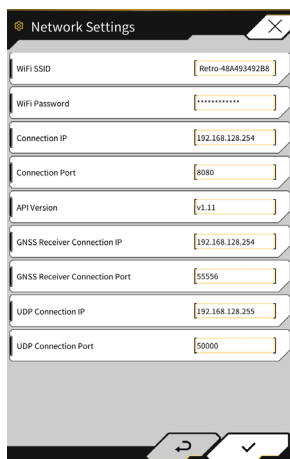 Network Settings
WiFi SSID
Retro-48A493492B8
WiFi Password
************
Connection IP
192.168.128.254
Connection Port
8080
API Version
v1.11
GNSS Receiver Connection IP
192.168.128.254
GNSS Receiver Connection Port
55556
UDP Connection IP
192.168.128.255
UDP Connection Port
50000